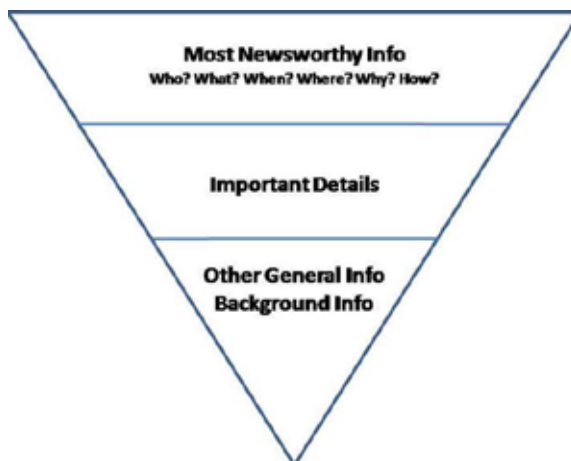 Most Newsworthy Info
Who? What? When? Where? Why? How?
Important Details
Other General Info
Background Info